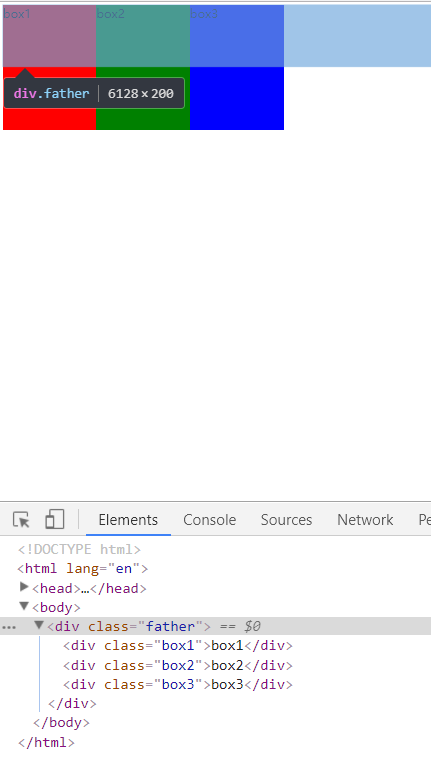 box1 box2 box3
div.father 6128 × 200
Elements Console Sources Network
<!DOCTYPE html>
<html lang="en">
<head>…</head>
<body>
<div class="father"> == $0
<div class="box1">box1</div>
<div class="box2">box2</div>
<div class="box3">box3</div>
</div>
</body>
</html>